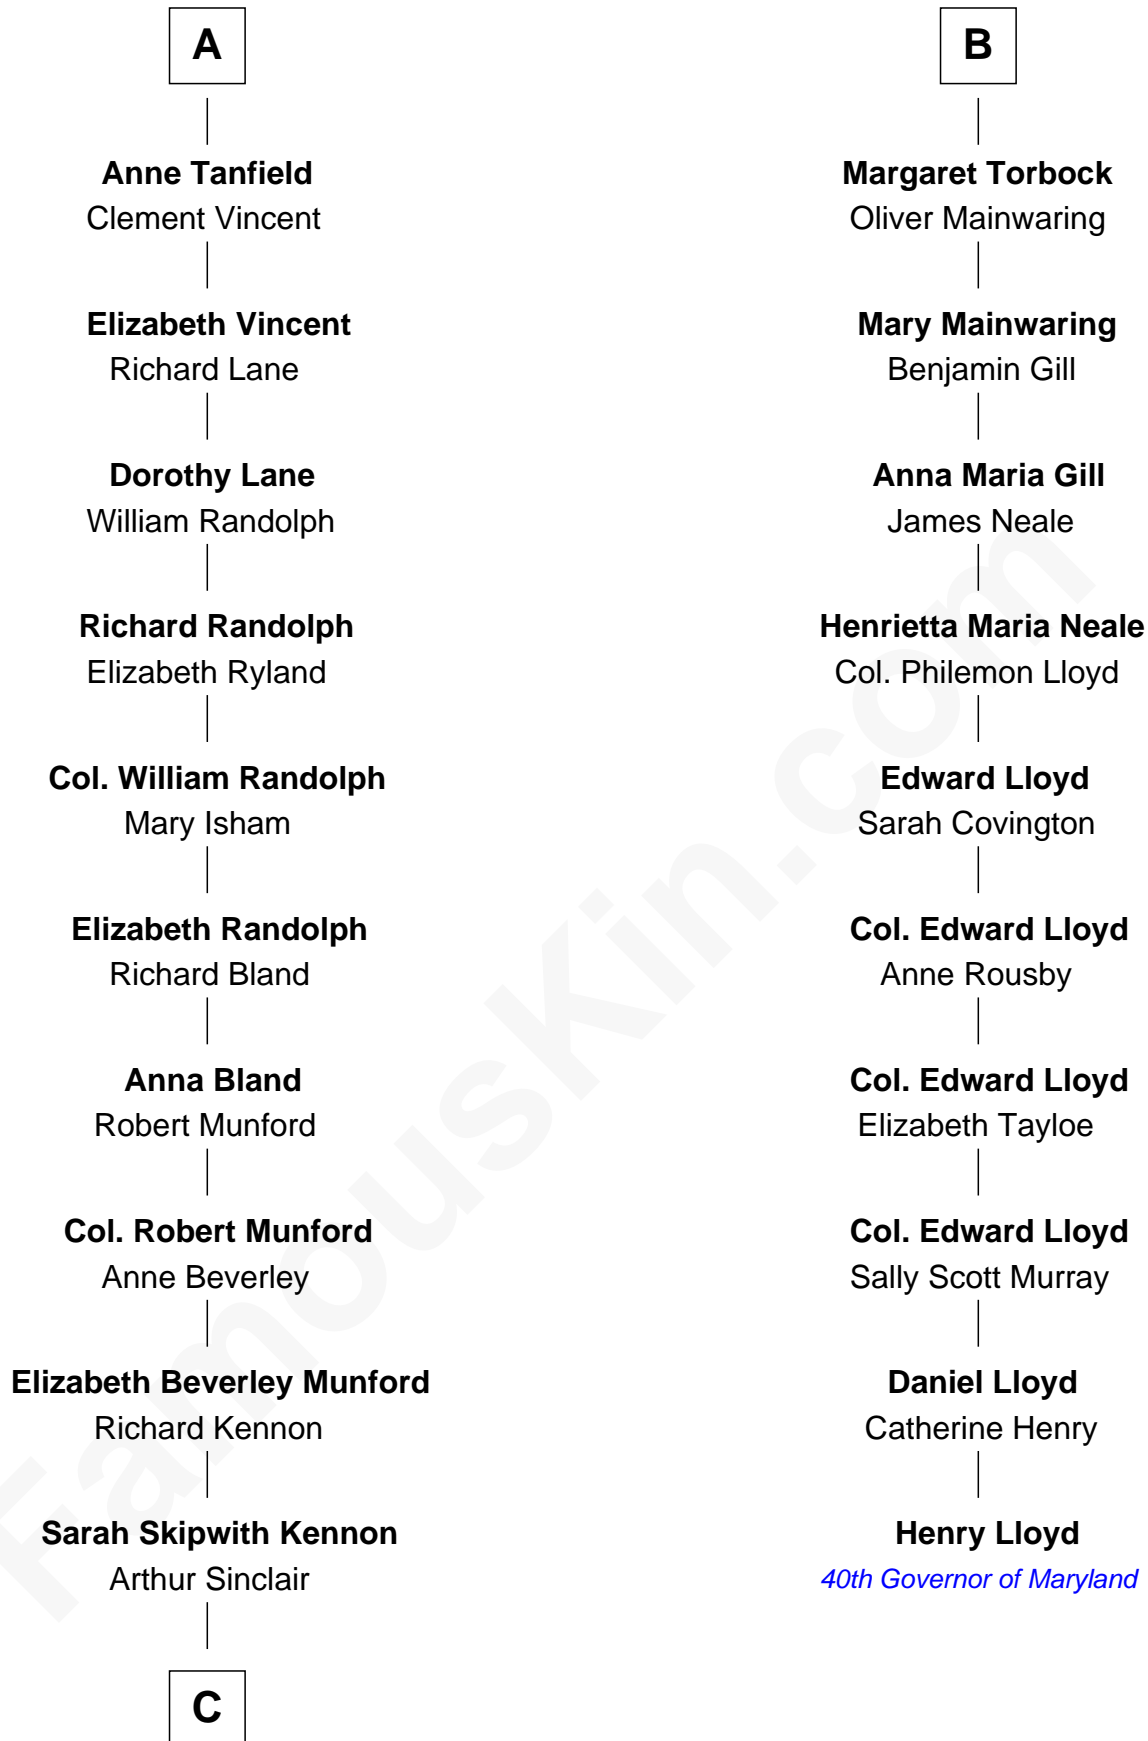 A
Anne Tanfield
Clement Vincent
Elizabeth Vincent
Richard Lane
Dorothy Lane
William Randolph
Richard Randolph
Elizabeth Ryland
Col. William Randolph
Mary Isham
Elizabeth Randolph
Richard Bland
Anna Bland
Robert Munford
Col. Robert Munford
Anne Beverley
Elizabeth Beverley Munford
Richard Kennon
Sarah Skipwith Kennon
Arthur Sinclair
C
B
Margaret Torbock
Oliver Mainwaring
Mary Mainwaring
Benjamin Gill
Anna Maria Gill
James Neale
Henrietta Maria Neale
Col. Philemon Lloyd
Edward Lloyd
Sarah Covington
Col. Edward Lloyd
Anne Rousby
Col. Edward Lloyd
Elizabeth Tayloe
Col. Edward Lloyd
Sally Scott Murray
Daniel Lloyd
Catherine Henry
Henry Lloyd
40th Governor of Maryland
FamousKin.com